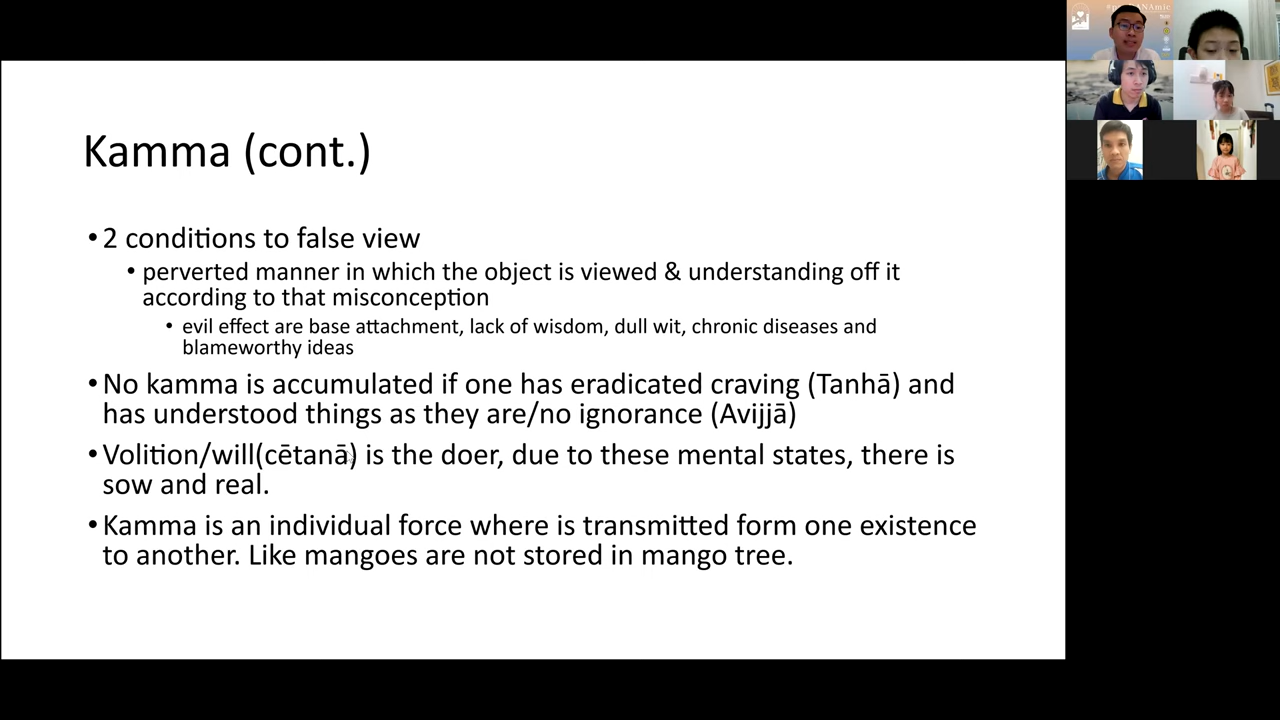 Kamma (cont.)
•2 conditions to false view
• perverted manner in which the object is viewed & understanding off it
according to that misconception
• evil effect are base attachment, lack of wisdom, dull wit, chronic diseases and
blameworthy ideas
•No kamma is accumulated if one has eradicated craving (Tanhā) and
has understood things as they are/no ignorance (Avijjā)
•Volition/will(cētanā) is the doer, due to these mental states, there is
sow and real.
•Kamma is an individual force where is transmitted form one existence
to another. Like mangoes are not stored in mango tree.